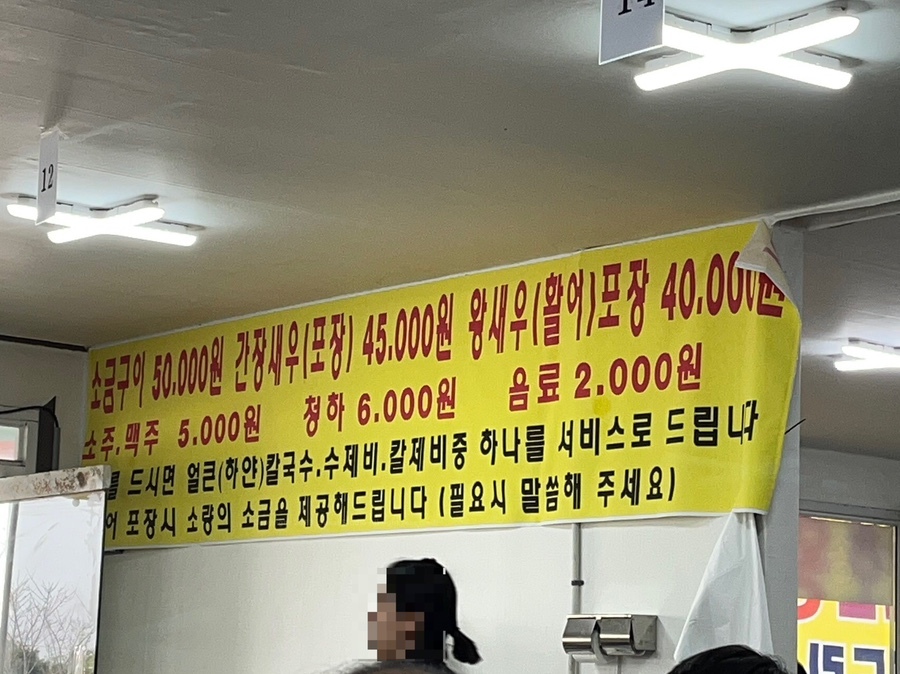 14
12
소금구이 50.000원 간장새우(포장) 45.000원 왕새우(활어)포장 40.000원
소주.맥주 5.000원 청하 6.000원 음료 2.000원
를 드시면 얼큰(하얀)칼국수.수제비.칼제비중 하나를 서비스로 드립니다
어 포장시 소량의 소금을 제공해드립니다 (필요시 말씀해 주세요)